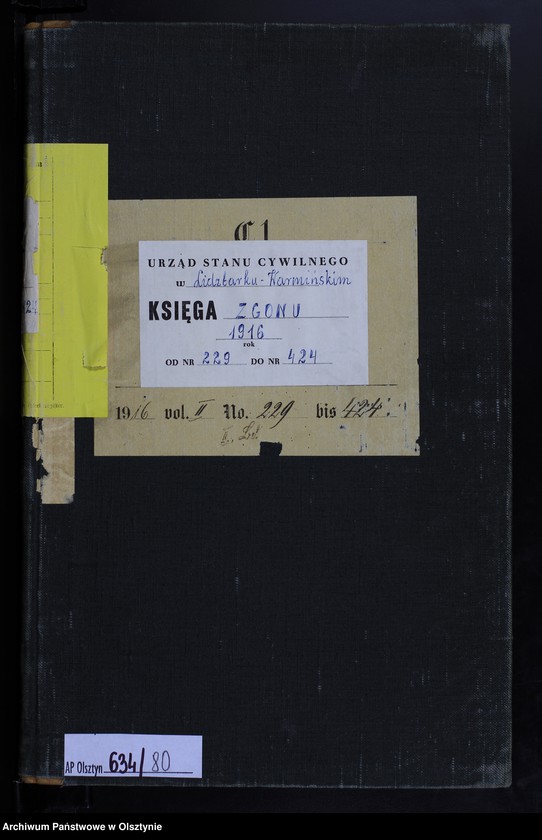 C1
URZĄD STANU CYWILNEGO
w Lidzbarku-Warmińskim
KSIĘGA ZGONU
1916
rok
OD NR 229 DO NR 424
1916 vol. II No. 229 bis 424.
AP Olsztyn 634/80
Archiwum Państwowe w Olsztynie